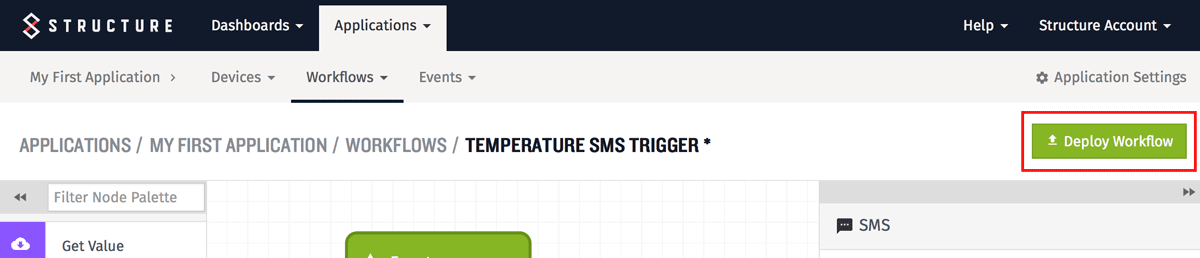 STRUCTURE Dashboards Applications Help Structure Account
My First Application > Devices Workflows Events Application Settings
APPLICATIONS / MY FIRST APPLICATION / WORKFLOWS / TEMPERATURE SMS TRIGGER * Deploy Workflow
Filter Node Palette
SMS
Get Value